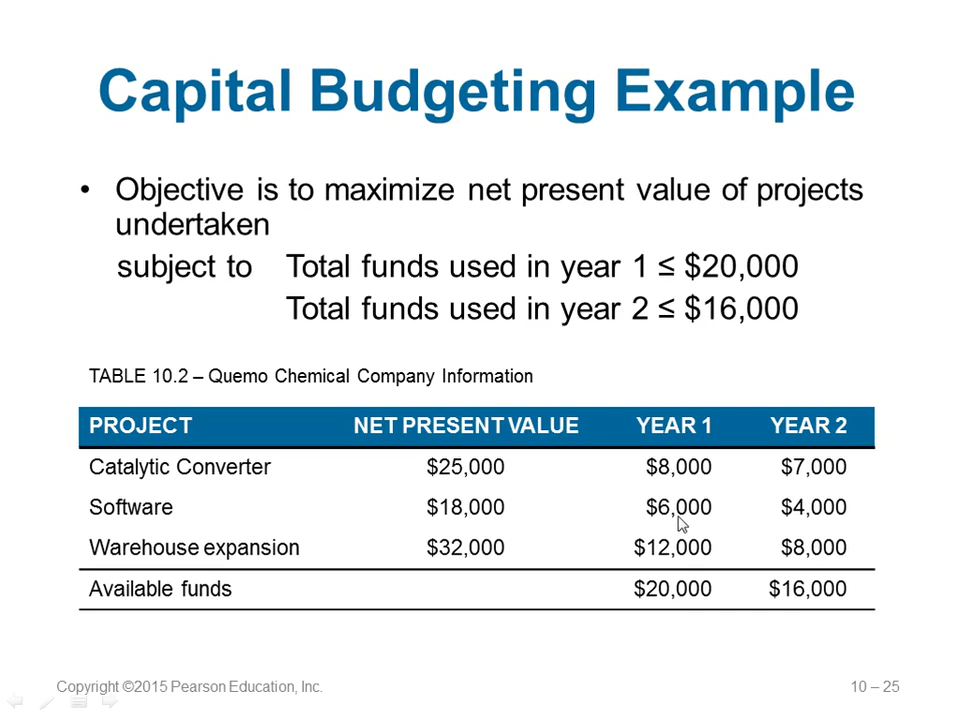 Capital Budgeting Example
• Objective is to maximize net present value of projects
undertaken
subject to Total funds used in year 1 ≤ $20,000
Total funds used in year 2 ≤ $16,000
TABLE 10.2 – Quemo Chemical Company Information
PROJECT NET PRESENT VALUE YEAR 1 YEAR 2
Catalytic Converter $25,000 $8,000 $7,000
Software $18,000 $6,000 $4,000
Warehouse expansion $32,000 $12,000 $8,000
Available funds $20,000 $16,000
Copyright ©2015 Pearson Education, Inc. 10 – 25